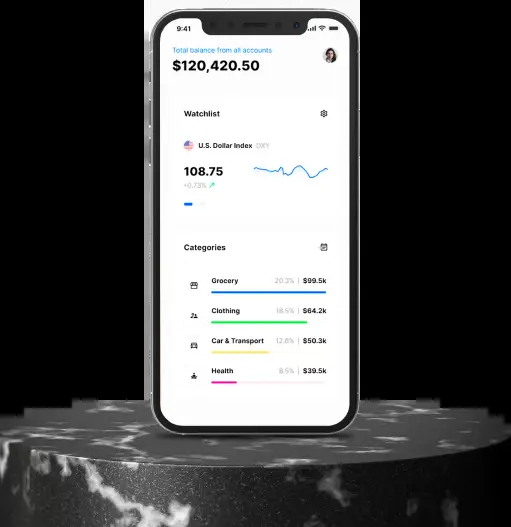 9:41
Total balance from all accounts
$120,420.50
Watchlist
U.S. Dollar Index DXY
108.75
+0.73%
Categories
Grocery 20.3% | $99.5k
Clothing 18.5% | $64.2k
Car & Transport 12.8% | $50.3k
Health 8.5% | $39.5k